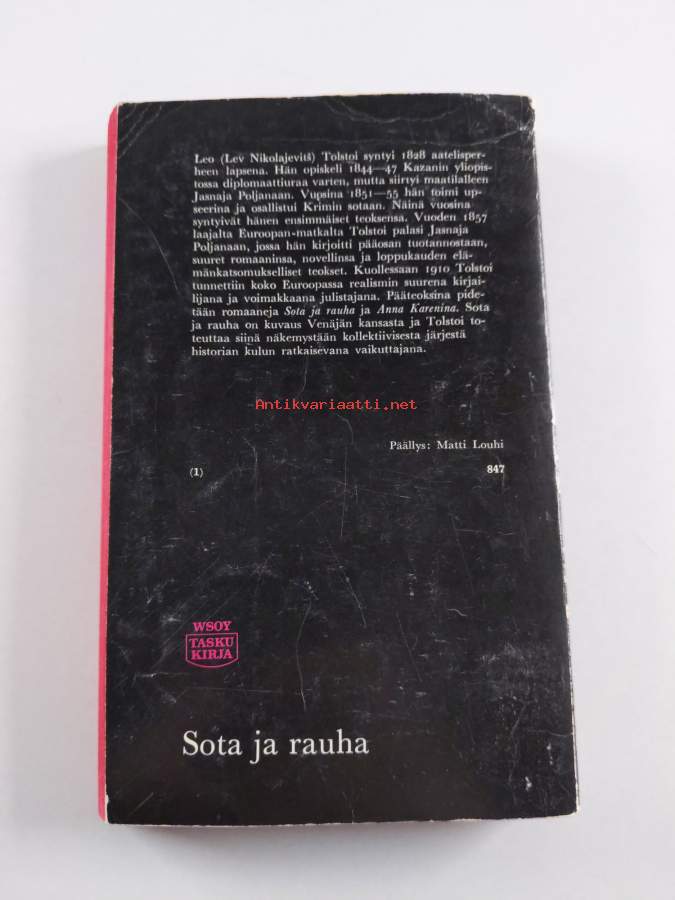 Leo (Lev Nikolajevitš) Tolstoi syntyi 1828 aatelisper-
heen lapsena. Hän opiskeli 1844—47 Kazanin yliopis-
tossa diplomaattiuraa varten, mutta siirtyi maatilalleen
Jasnaja Poljanaan. Vupsina 1851—55 hän toimi up-
seerina ja osallistui Krimin sotaan. Näinä vuosina
syntyivät hänen ensimmäiset teoksensa. Vuoden 1857
laajalta Euroopan-matkalta Tolstoi palasi Jasnaja
Poljanaan, jossa hän kirjoitti pääosan tuotannostaan,
suuret romaaninsa, novellinsa ja loppukauden elä-
mänkatsomukselliset teokset. Kuollessaan 1910 Tolstoi
tunnettiin koko Euroopassa realismin suurena kirjai-
lijana ja voimakkaana julistajana. Pääteoksina pide-
tään romaaneja Sota ja rauha ja Anna Karenina. Sota
ja rauha on kuvaus Venäjän kansasta ja Tolstoi to-
teuttaa siinä näkemystään kollektiivisesta järjestä
historian kulun ratkaisevana vaikuttajana.
Antikvariaatti.net
Päällys: Matti Louhi
(1) 847
WSOY
TASKU
KIRJA
Sota ja rauha